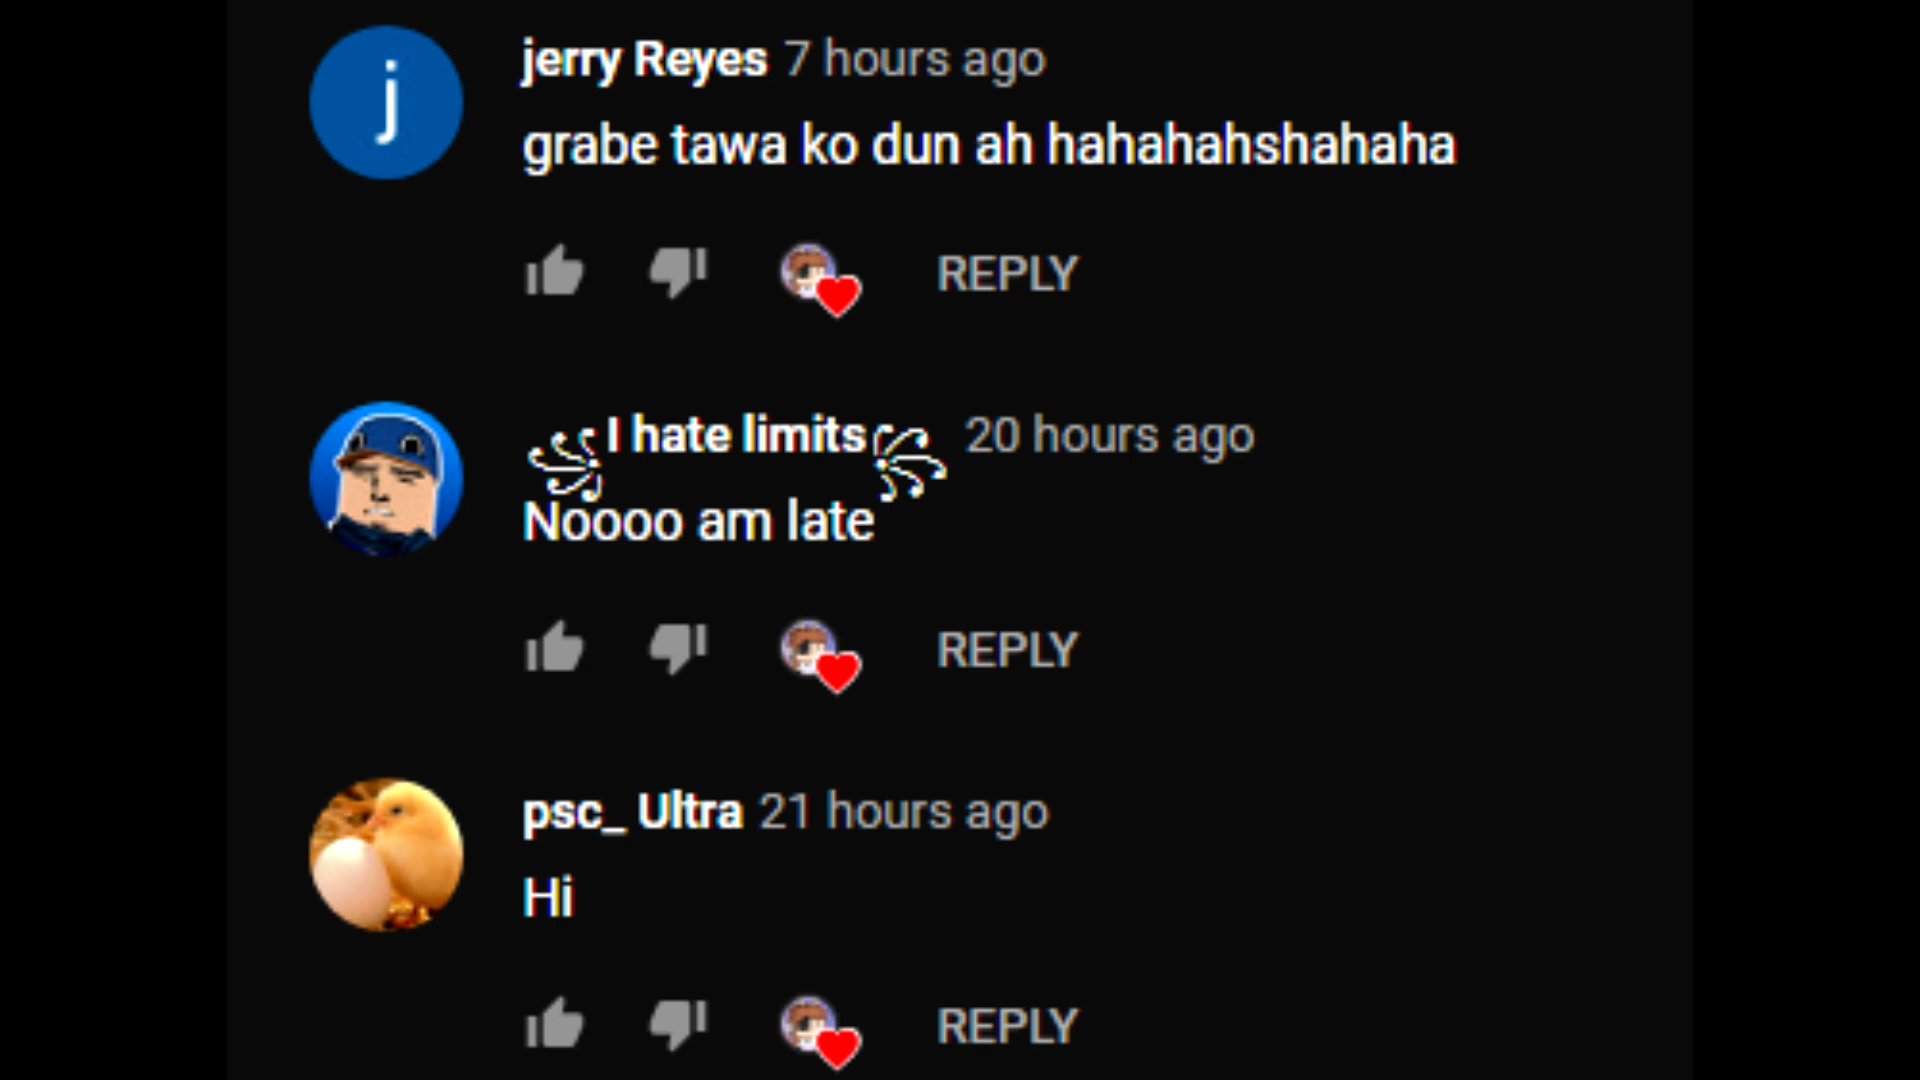 j
jerry Reyes 7 hours ago
grabe tawa ko dun ah hahahahshahaha
REPLY
꧁I hate limits꧂ 20 hours ago
Noooo am late
REPLY
psc_ Ultra 21 hours ago
Hi
REPLY